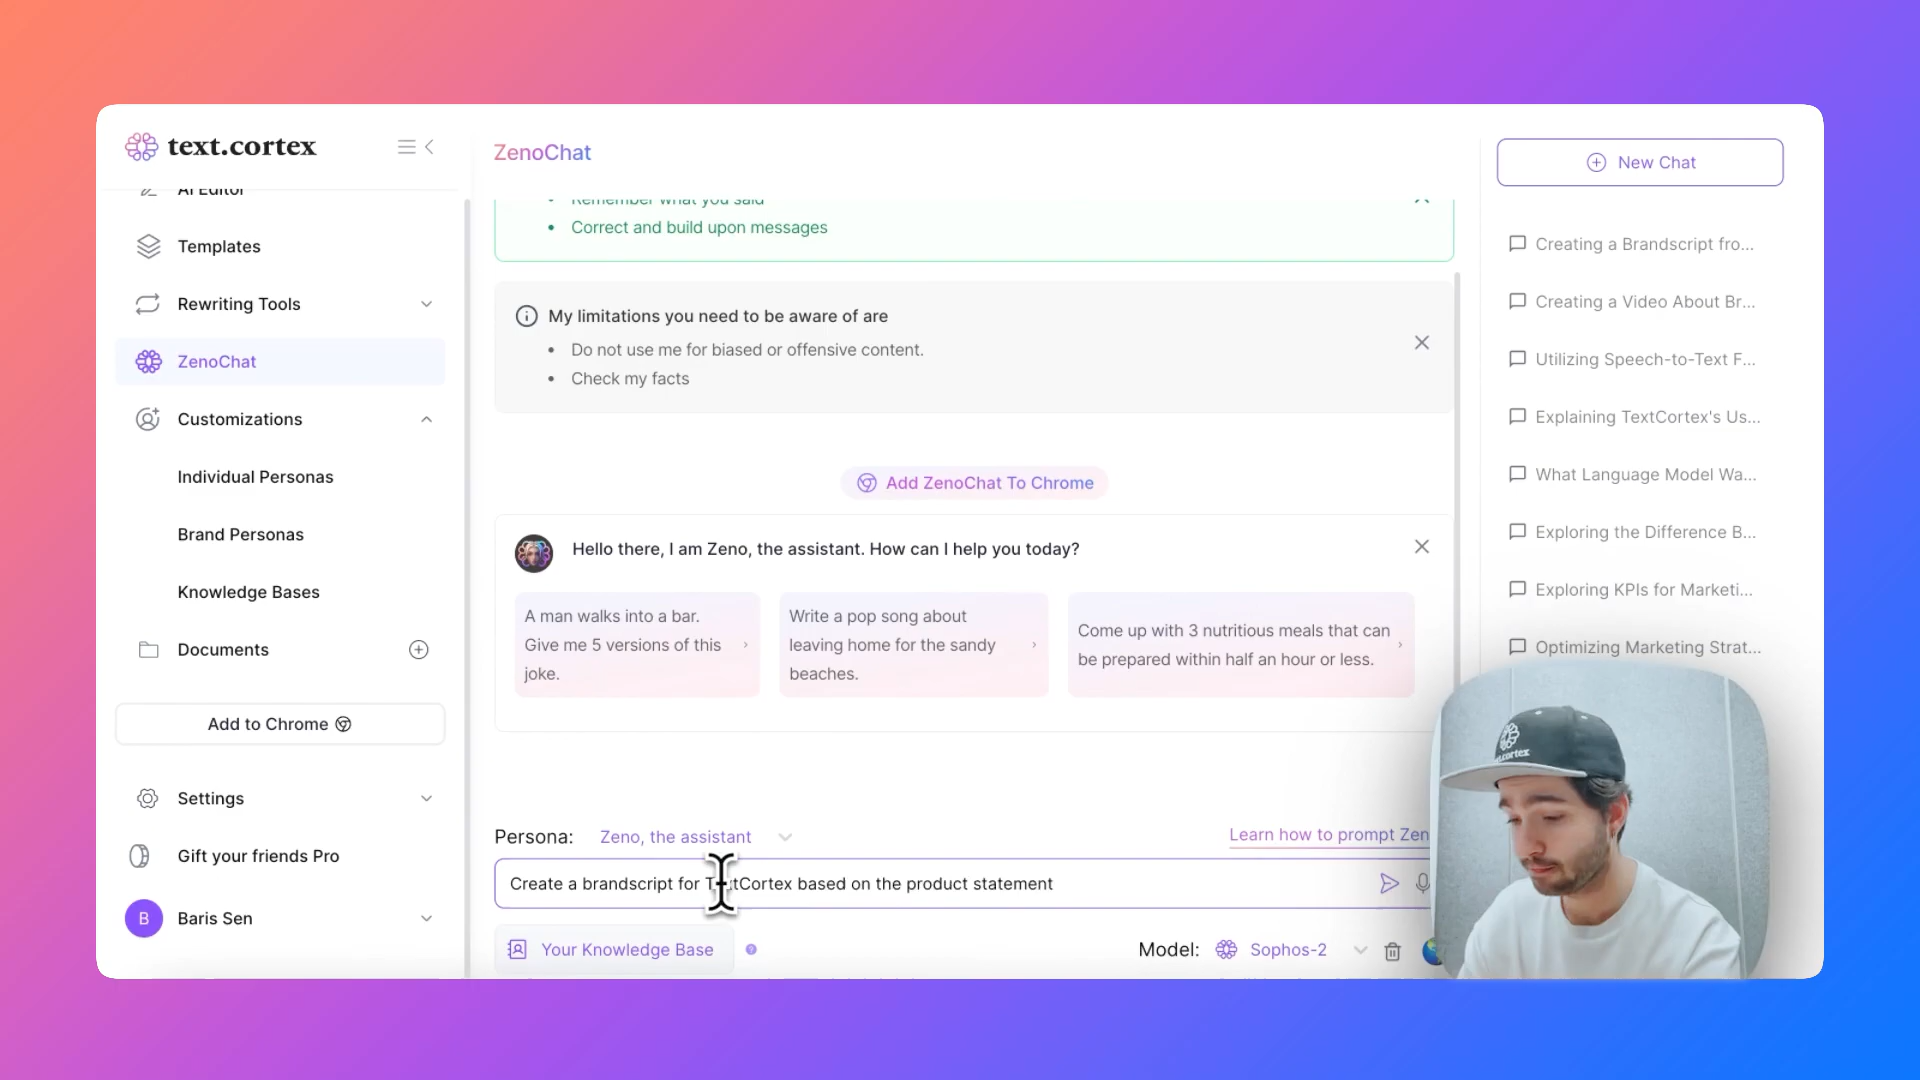 text.cortex
AI Editor
Templates
Rewriting Tools
ZenoChat
Customizations
Individual Personas
Brand Personas
Knowledge Bases
Documents
Add to Chrome
Settings
Gift your friends Pro
B
Baris Sen
ZenoChat
Remember what you said
Correct and build upon messages
My limitations you need to be aware of are
Do not use me for biased or offensive content.
Check my facts
Add ZenoChat To Chrome
Hello there, I am Zeno, the assistant. How can I help you today?
A man walks into a bar.
Give me 5 versions of this
joke.
Write a pop song about
leaving home for the sandy
beaches.
Come up with 3 nutritious meals that can
be prepared within half an hour or less.
Persona: Zeno, the assistant
Learn how to prompt Zen
Create a brandscript for TextCortex based on the product statement
Your Knowledge Base
Model: Sophos-2
New Chat
Creating a Brandscript fro...
Creating a Video About Br...
Utilizing Speech-to-Text F...
Explaining TextCortex's Us...
What Language Model Wa...
Exploring the Difference B...
Exploring KPIs for Marketi...
Optimizing Marketing Strat...